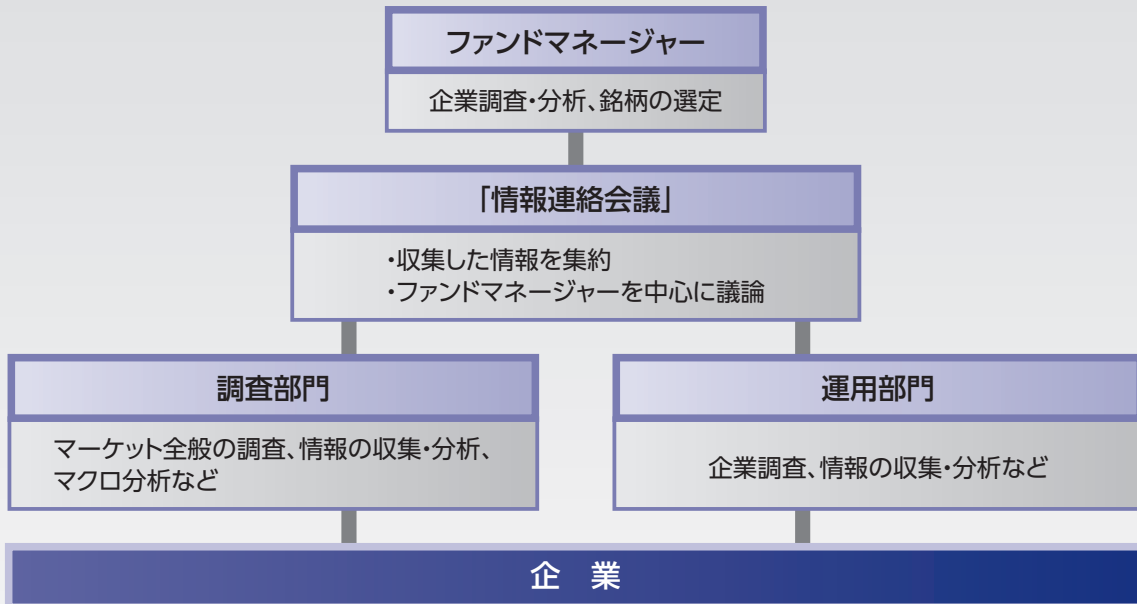 ファンドマネージャー
企業調査・分析、銘柄の選定
「情報連絡会議」
・収集した情報を集約
・ファンドマネージャーを中心に議論
調査部門
マーケット全般の調査、情報の収集・分析、
マクロ分析など
運用部門
企業調査、情報の収集・分析など
企　業